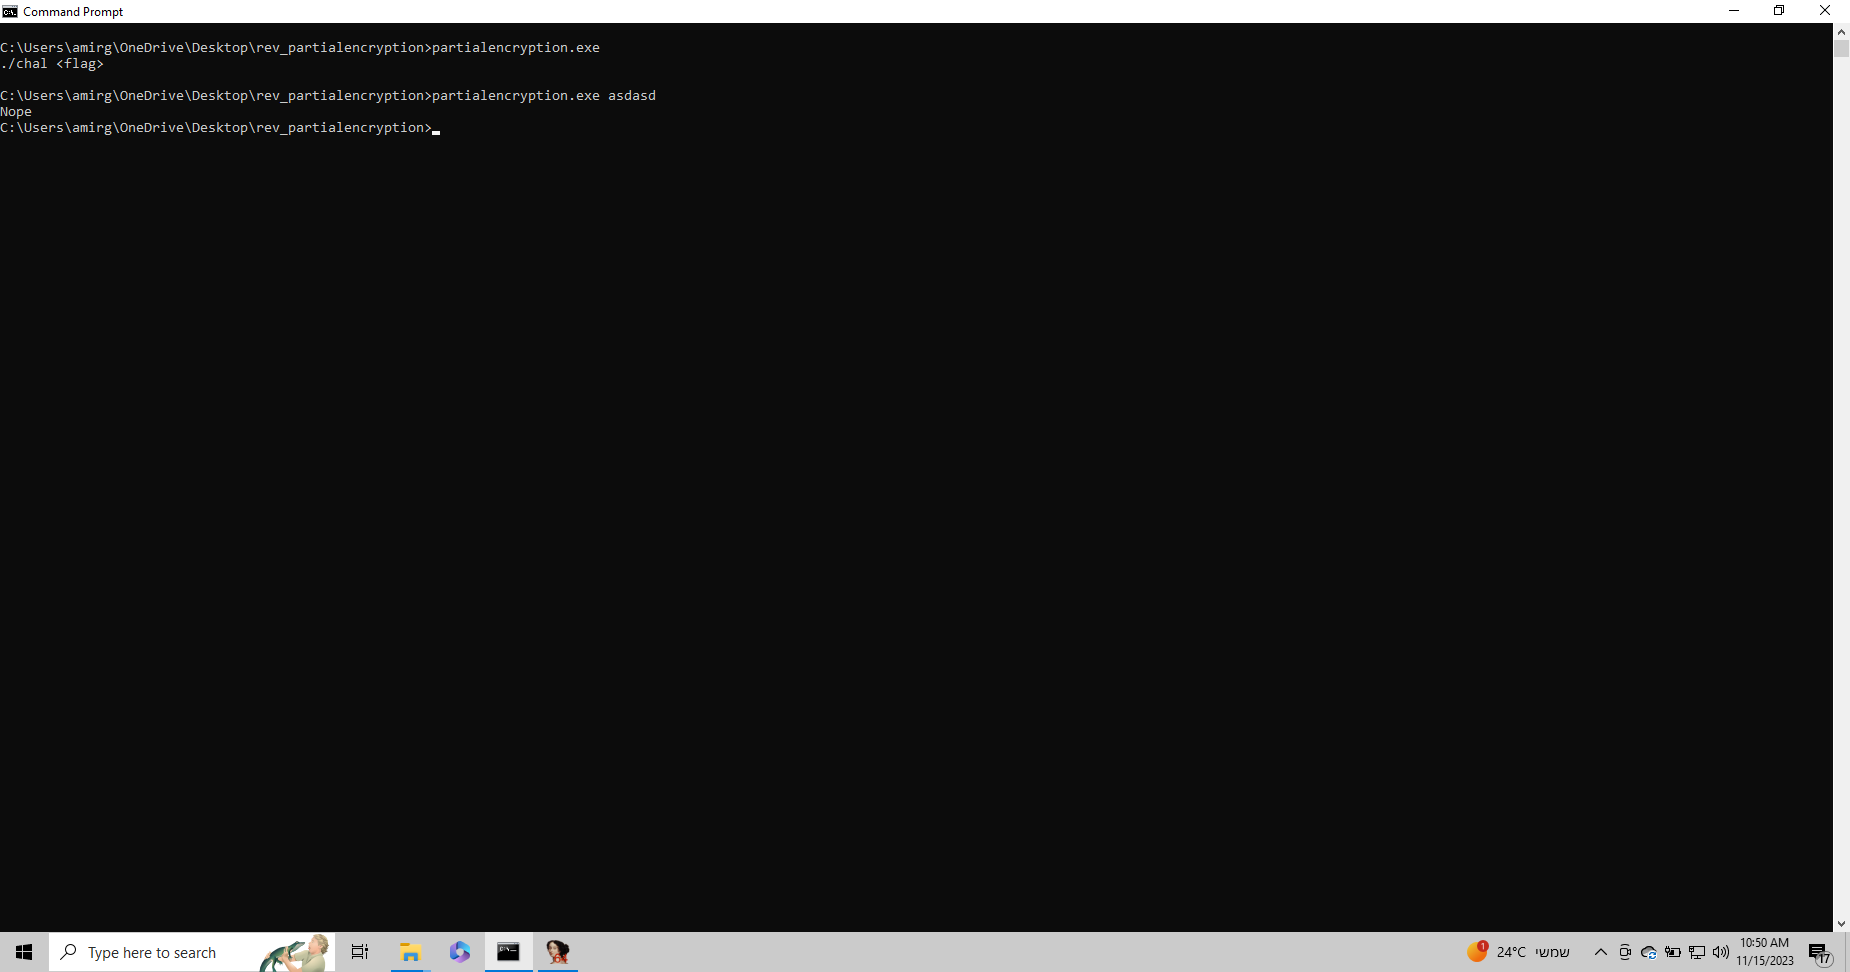 Command Prompt
C:\Users\amirg\OneDrive\Desktop\rev_partialencryption>partialencryption.exe
./chal <flag>
C:\Users\amirg\OneDrive\Desktop\rev_partialencryption>partialencryption.exe asdasd
Nope
C:\Users\amirg\OneDrive\Desktop\rev_partialencryption>
Type here to search
1
24°C שמשי
10:50 AM
11/15/2023
17